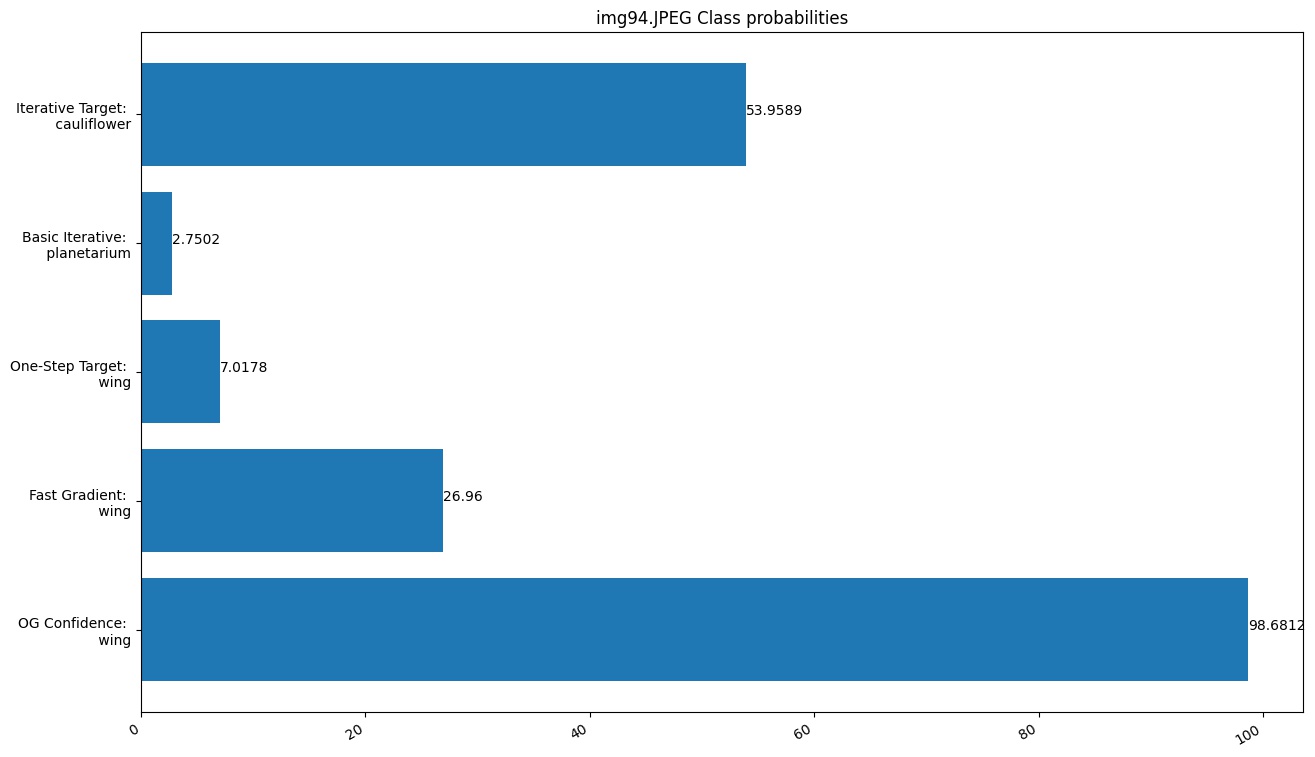 img94.JPEG Class probabilities
Iterative Target:
cauliflower
53.9589
Basic Iterative:
planetarium
2.7502
One-Step Target:
wing
7.0178
Fast Gradient:
wing
26.96
OG Confidence:
wing
98.6812
0 20 40 60 80 100